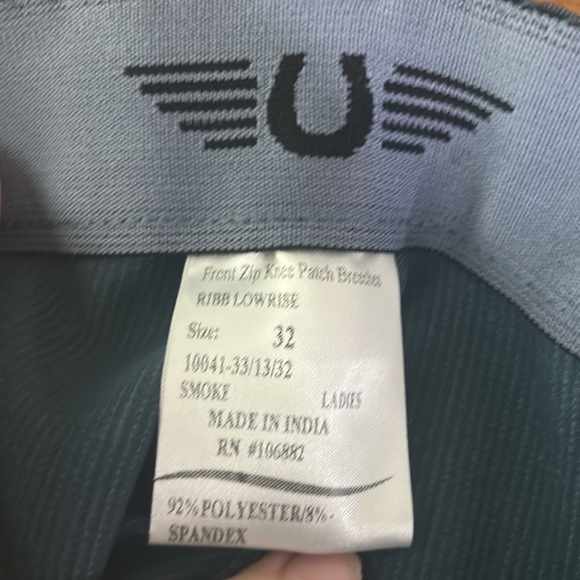 Front Zip Knee Patch Breeches
RIBB LOWRISE
Size: 32
10041-33/13/32
SMOKE LADIES
MADE IN INDIA
RN #106882
92%POLYESTER/8%-
SPANDEX